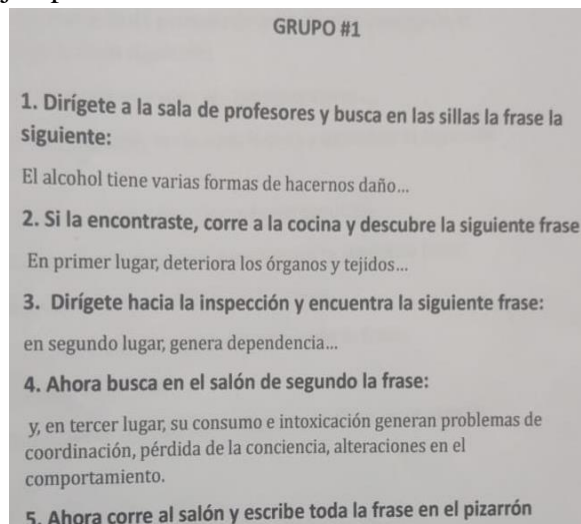 GRUPO #1
1. Dirígete a la sala de profesores y busca en las sillas la frase la
siguiente:
El alcohol tiene varias formas de hacernos daño...
2. Si la encontraste, corre a la cocina y descubre la siguiente frase
En primer lugar, deteriora los órganos y tejidos...
3. Dirígete hacia la inspección y encuentra la siguiente frase:
en segundo lugar, genera dependencia...
4. Ahora busca en el salón de segundo la frase:
y, en tercer lugar, su consumo e intoxicación generan problemas de
coordinación, pérdida de la conciencia, alteraciones en el
comportamiento.
5. Ahora corre al salón y escribe toda la frase en el pizarrón